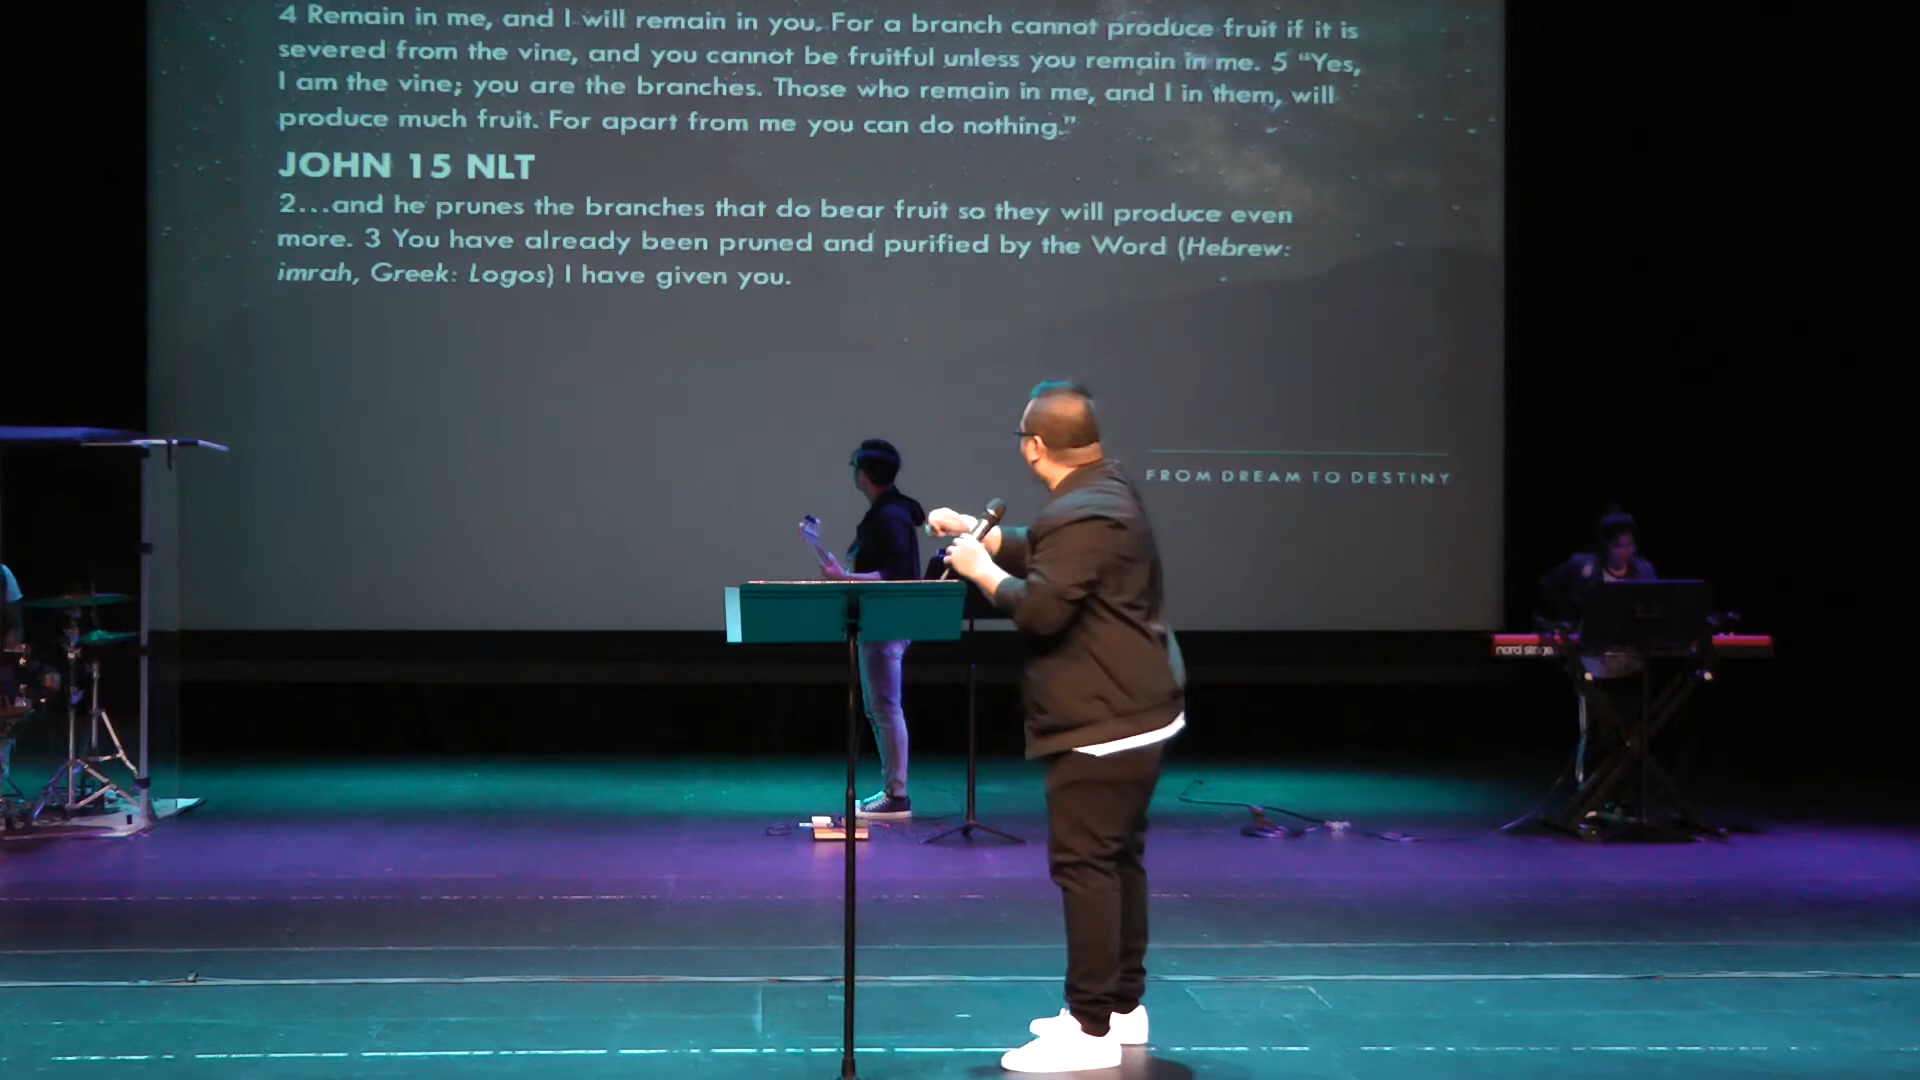 4 Remain in me, and I will remain in you. For a branch cannot produce fruit if it is
severed from the vine, and you cannot be fruitful unless you remain in me. 5 “Yes,
I am the vine; you are the branches. Those who remain in me, and I in them, will
produce much fruit. For apart from me you can do nothing.”
JOHN 15 NLT
2...and he prunes the branches that do bear fruit so they will produce even
more. 3 You have already been pruned and purified by the Word (Hebrew:
imrah, Greek: Logos) I have given you.
FROM DREAM TO DESTINY
nord stage